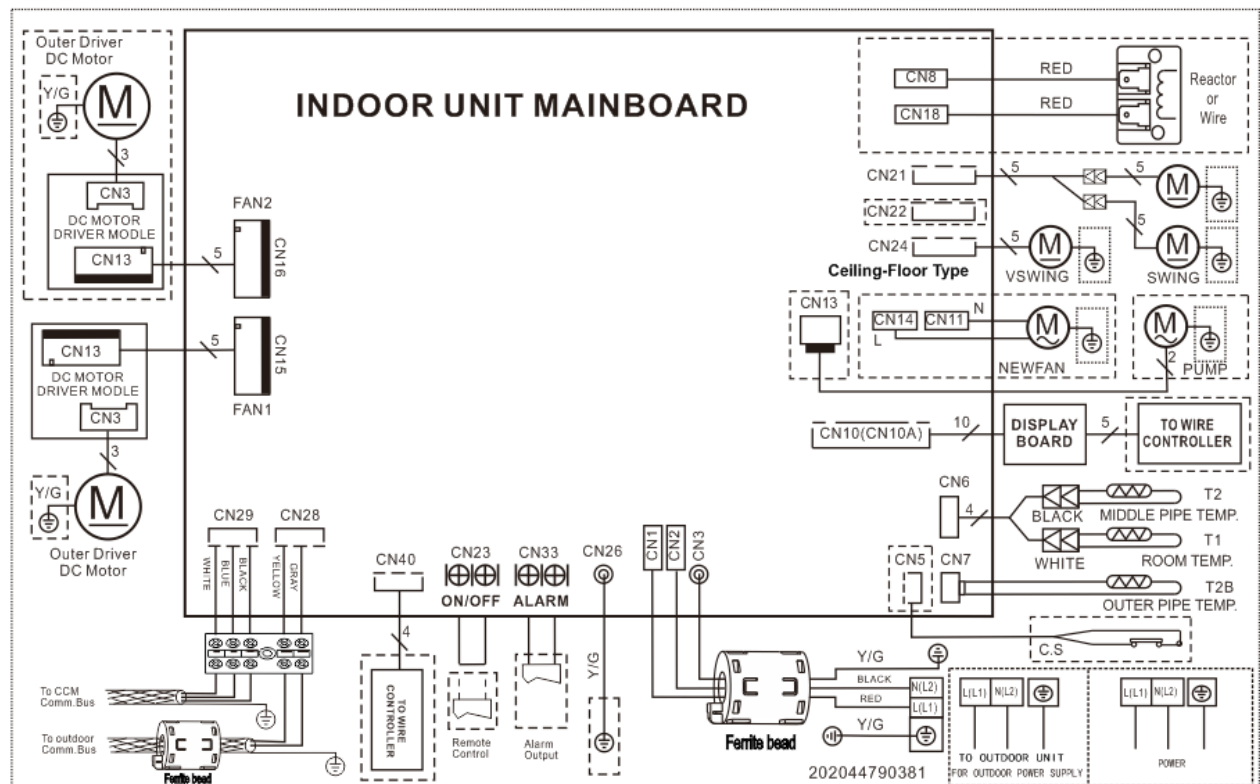 Outer Driver
DC Motor
Y/G
M
3
CN3
DC MOTOR
DRIVER MODLE
CN13
5
FAN2
CN16
INDOOR UNIT MAINBOARD
CN8
RED
CN18
RED
Reactor
or
Wire
CN21
5
5
M
CN22
5
CN24
5
M
M
Ceiling-Floor Type
VSWING
SWING
CN13
CN14
CN11
N
L
M
NEWFAN
M
2
PUMP
CN13
5
CN15
FAN1
DC MOTOR
DRIVER MODLE
CN3
3
Y/G
M
Outer Driver
DC Motor
CN10(CN10A)
10
DISPLAY
BOARD
5
TO WIRE
CONTROLLER
CN6
4
BLACK
T2
MIDDLE PIPE TEMP.
WHITE
T1
ROOM TEMP.
CN5
CN7
T2B
OUTER PIPE TEMP.
C.S
CN29
CN28
WHITE
BLUE
BLACK
YELLOW
GRAY
To CCM
Comm.Bus
To outdoor
Comm.Bus
Ferrite bead
CN40
4
TO WIRE
CONTROLLER
CN23
ON/OFF
Remote
Control
CN33
ALARM
Alarm
Output
CN26
Y/G
CN1
CN2
CN3
Ferrite bead
Y/G
BLACK
RED
Y/G
N(L2)
L(L1)
202044790381
L(L1)
N(L2)
TO OUTDOOR UNIT
FOR OUTDOOR POWER SUPPLY
L(L1)
N(L2)
POWER